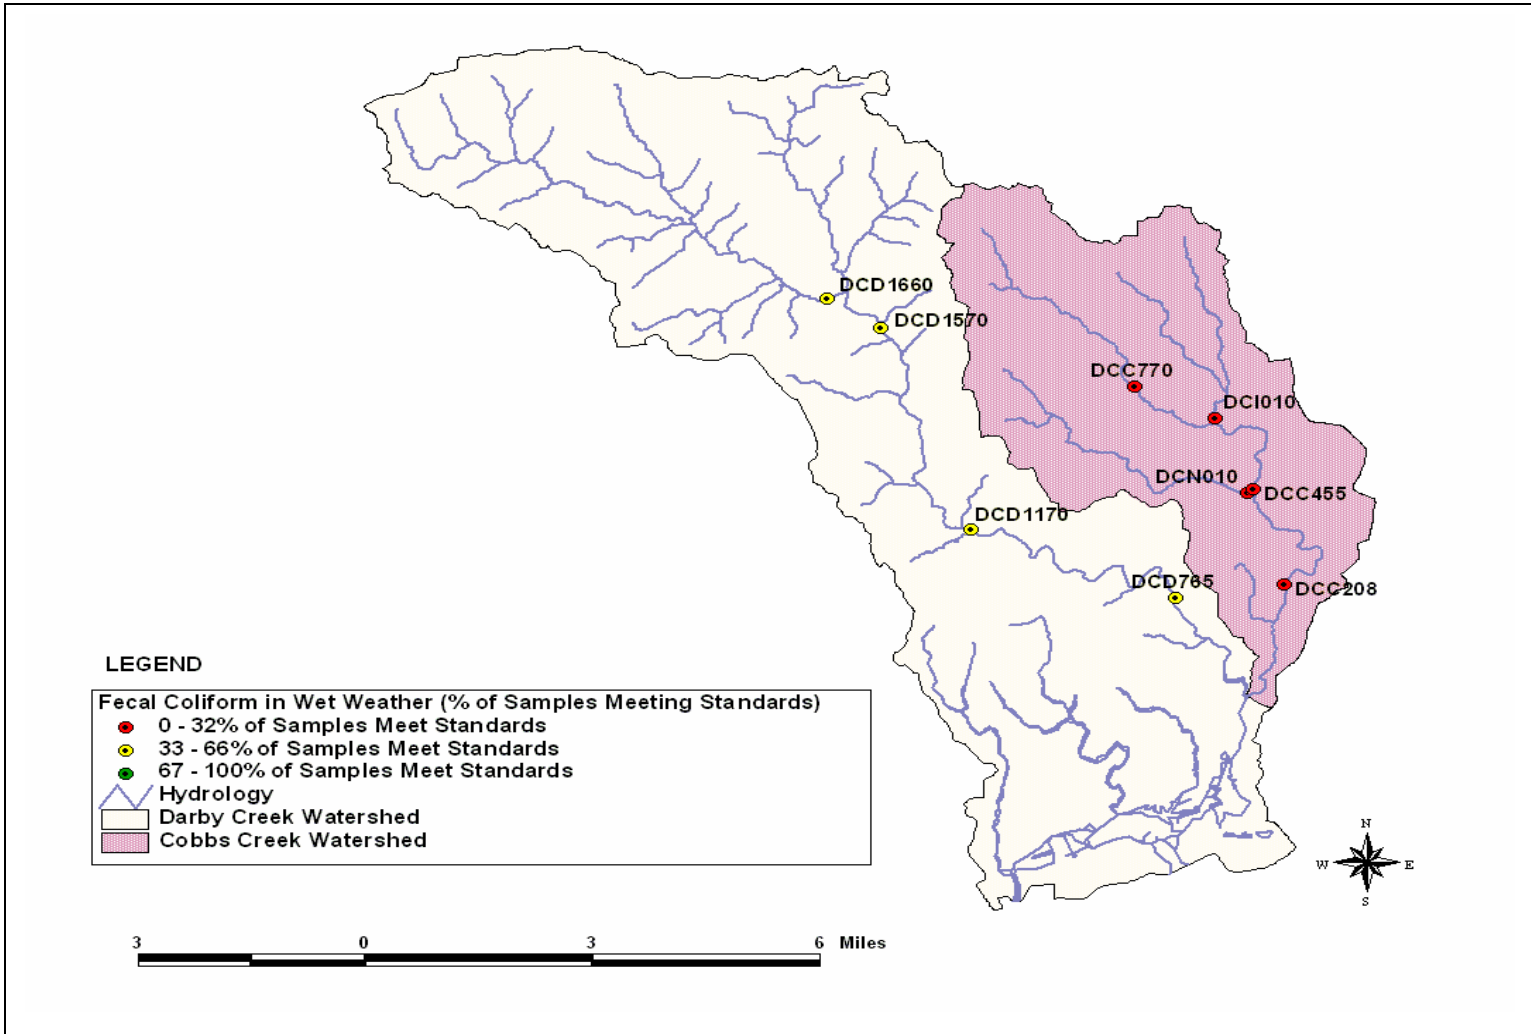 DCD1660
DCD1570
DCC770
DCI010
DCN010
DCC455
DCD1170
DCD765
DCC208
LEGEND
Fecal Coliform in Wet Weather (% of Samples Meeting Standards)
0 - 32% of Samples Meet Standards
33 - 66% of Samples Meet Standards
67 - 100% of Samples Meet Standards
Hydrology
Darby Creek Watershed
Cobbs Creek Watershed
N
W E
S
3 0 3 6 Miles